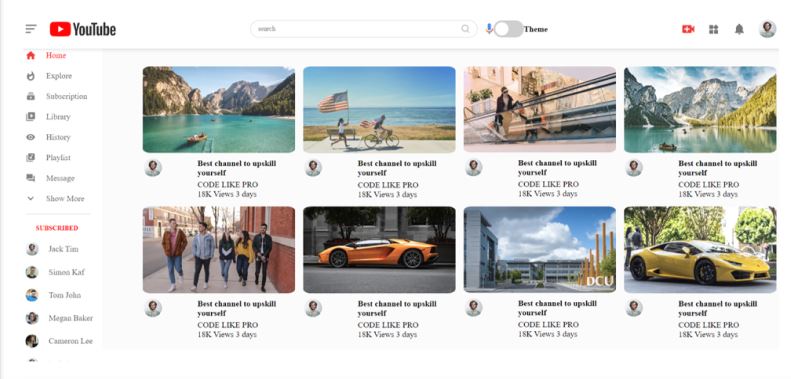 YouTube
search
Theme
Home
Explore
Subscription
Library
History
Playlist
Message
Show More
SUBSCRIBED
Jack Tim
Simon Kaf
Tom John
Megan Baker
Cameron Lee
Best channel to upskill
yourself
CODE LIKE PRO
18K Views 3 days
Best channel to upskill
yourself
CODE LIKE PRO
18K Views 3 days
Best channel to upskill
yourself
CODE LIKE PRO
18K Views 3 days
Best channel to upskill
yourself
CODE LIKE PRO
18K Views 3 days
DCU
Best channel to upskill
yourself
CODE LIKE PRO
18K Views 3 days
Best channel to upskill
yourself
CODE LIKE PRO
18K Views 3 days
Best channel to upskill
yourself
CODE LIKE PRO
18K Views 3 days
Best channel to upskill
yourself
CODE LIKE PRO
18K Views 3 days